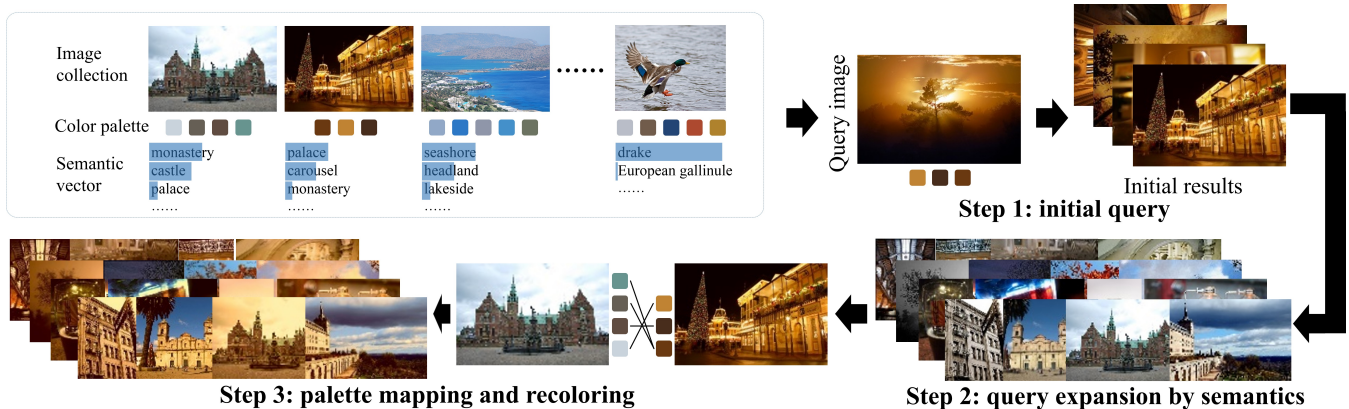 Image
collection
Color palette
Semantic
vector
monastery
castle
palace
......
palace
carousel
monastery
......
seashore
headland
lakeside
......
drake
European gallinule
......
Query image
Initial results
Step 1: initial query
Step 3: palette mapping and recoloring
Step 2: query expansion by semantics